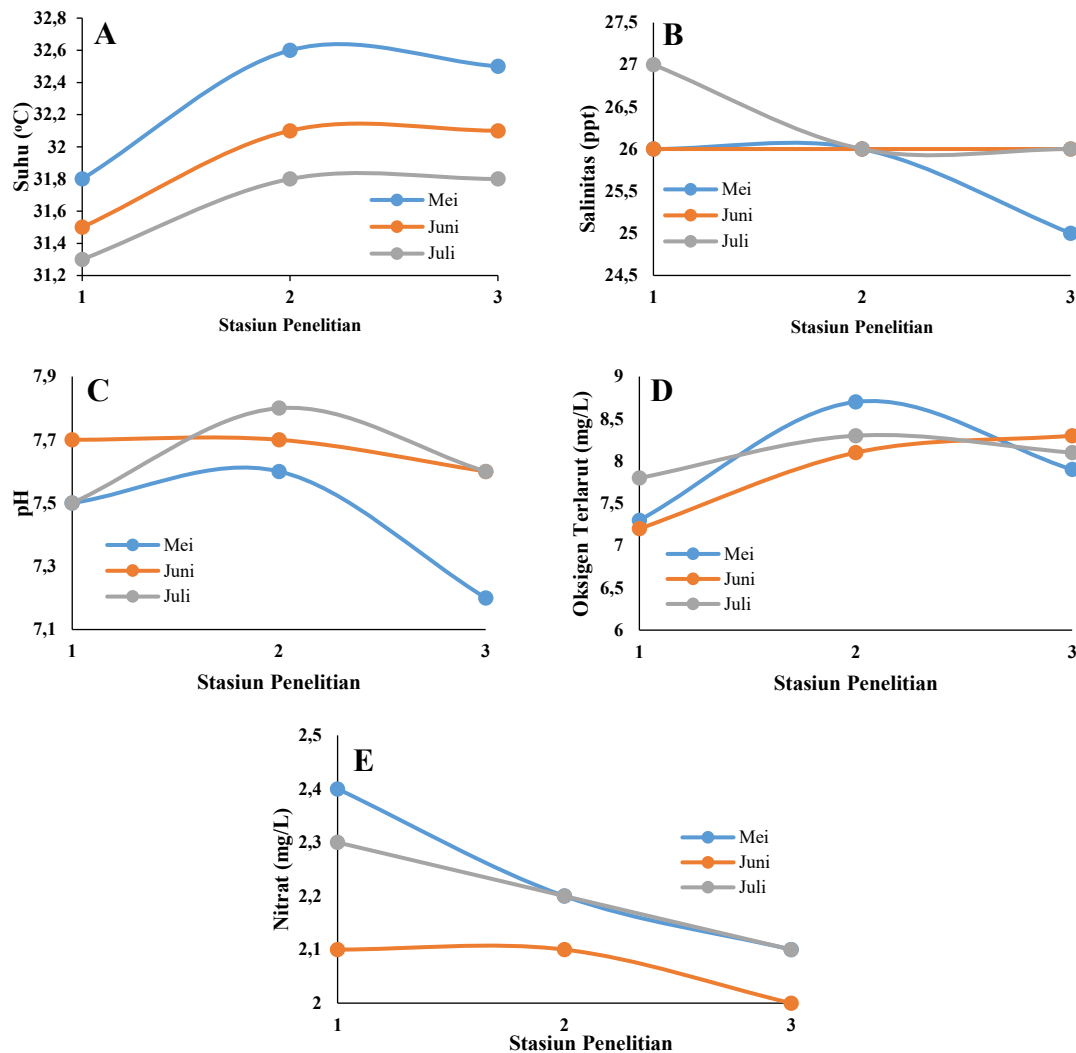 A
Suhu (°C)
32,8
32,6
32,4
32,2
32
31,8
31,6
31,4
31,2
1 2 3
Stasiun Penelitian
Mei
Juni
Juli
B
Salinitas (ppt)
27,5
27
26,5
26
25,5
25
24,5
1 2 3
Stasiun Penelitian
Mei
Juni
Juli
C
pH
7,9
7,7
7,5
7,3
7,1
1 2 3
Stasiun Penelitian
Mei
Juni
Juli
D
Oksigen Terlarut (mg/L)
9
8,5
8
7,5
7
6,5
6
1 2 3
Stasiun Penelitian
Mei
Juni
Juli
E
Nitrat (mg/L)
2,5
2,4
2,3
2,2
2,1
2
1 2 3
Stasiun Penelitian
Mei
Juni
Juli